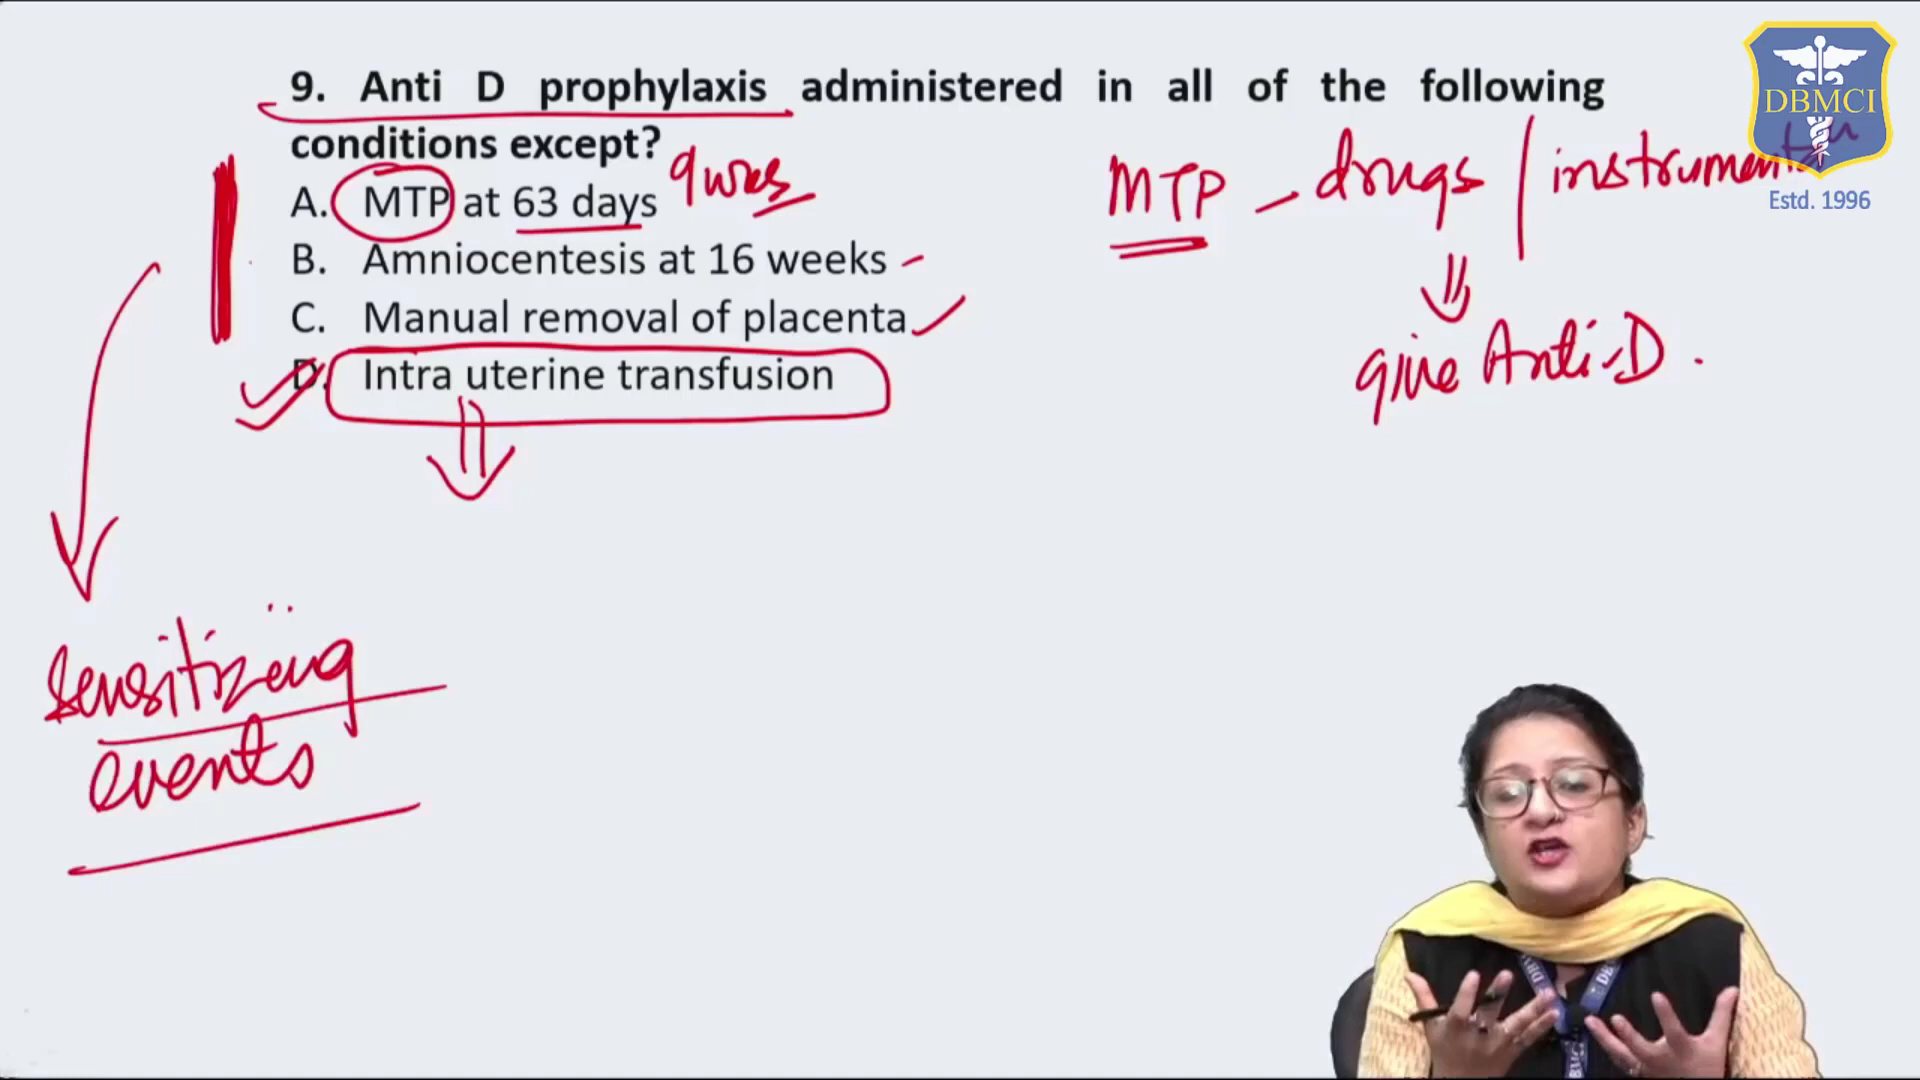 9. Anti D prophylaxis administered in all of the following
conditions except?
A. MTP at 63 days 9 wks
B. Amniocentesis at 16 weeks
C. Manual removal of placenta
D. Intra uterine transfusion
MTP - drugs / instrumental
give Anti-D.
sensitizing
events
DBMCI
Estd. 1996